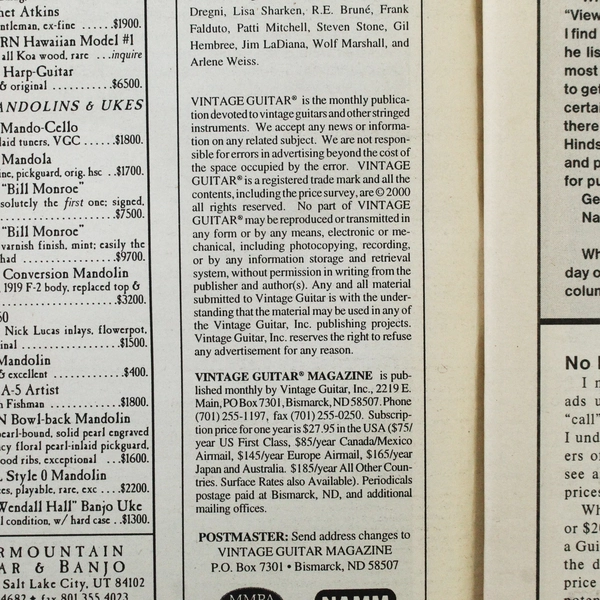 net Atkins
ntleman, ex-fine ......$1900.
RN Hawaiian Model #1
all Koa wood, rare ...inquire
Harp-Guitar
& original ............$6500.
ANDOLINS & UKES
Mando-Cello
laid tuners, VGC ......$1800.
Mandola
ine, pickguard, orig. hsc ..$1700.
"Bill Monroe"
solutely the first one; signed,
$7500.
"Bill Monroe"
varnish finish, mint; easily the
had ...............$9700.
Conversion Mandolin
1919 F-2 body, replaced top &
$3200.
60
Nick Lucas inlays, flowerpot,
inal ...............$1500.
Mandolin
& excellent ..............$400.
A-5 Artist
n Fishman ............$1800.
N Bowl-back Mandolin
pearl-bound, solid pearl engraved
ncy floral pearl-inlaid pickguard,
ood ribs, exceptional ...$1600.
L Style 0 Mandolin
es, playable, rare, exc ....$2200.
Wendall Hall" Banjo Uke
l condition, w/ hard case ..$1300.
RMOUNTAIN
AR & BANJO
Salt Lake City, UT 84102
4682 • fax 801 355 4023
Dregni, Lisa Sharken, R.E. Bruné, Frank
Falduto, Patti Mitchell, Steven Stone, Gil
Hembree, Jim LaDiana, Wolf Marshall, and
Arlene Weiss.
VINTAGE GUITAR® is the monthly publica-
tion devoted to vintage guitars and other stringed
instruments. We accept any news or informa-
tion on any related subject. We are not respon-
sible for errors in advertising beyond the cost of
the space occupied by the error. VINTAGE
GUITAR® is a registered trade mark and all the
contents, including the price survey, are © 2000
all rights reserved. No part of VINTAGE
GUITAR® may be reproduced or transmitted in
any form or by any means, electronic or me-
chanical, including photocopying, recording,
or by any information storage and retrieval
system, without permission in writing from the
publisher and author(s). Any and all material
submitted to Vintage Guitar is with the under-
standing that the material may be used in any of
the Vintage Guitar, Inc. publishing projects.
Vintage Guitar, Inc. reserves the right to refuse
any advertisement for any reason.
VINTAGE GUITAR® MAGAZINE is pub-
lished monthly by Vintage Guitar, Inc., 2219 E.
Main, PO Box 7301, Bismarck, ND 58507. Phone
(701) 255-1197, fax (701) 255-0250. Subscrip-
tion price for one year is $27.95 in the USA ($75/
year US First Class, $85/year Canada/Mexico
Airmail, $145/year Europe Airmail, $165/year
Japan and Australia. $185/year All Other Coun-
tries. Surface Rates also Available). Periodicals
postage paid at Bismarck, ND, and additional
mailing offices.
POSTMASTER: Send address changes to
VINTAGE GUITAR MAGAZINE
P.O. Box 7301 • Bismarck, ND 58507
MMPA
NAMM
"View
I find
he lis
most
to get
certa
there
Hinds
and p
for pu
Ge
Na
Wh
day o
colum
No
I n
ads u
"call"
I und
ers o
see a
prices
Wh
or $20
a Gui
the d
price